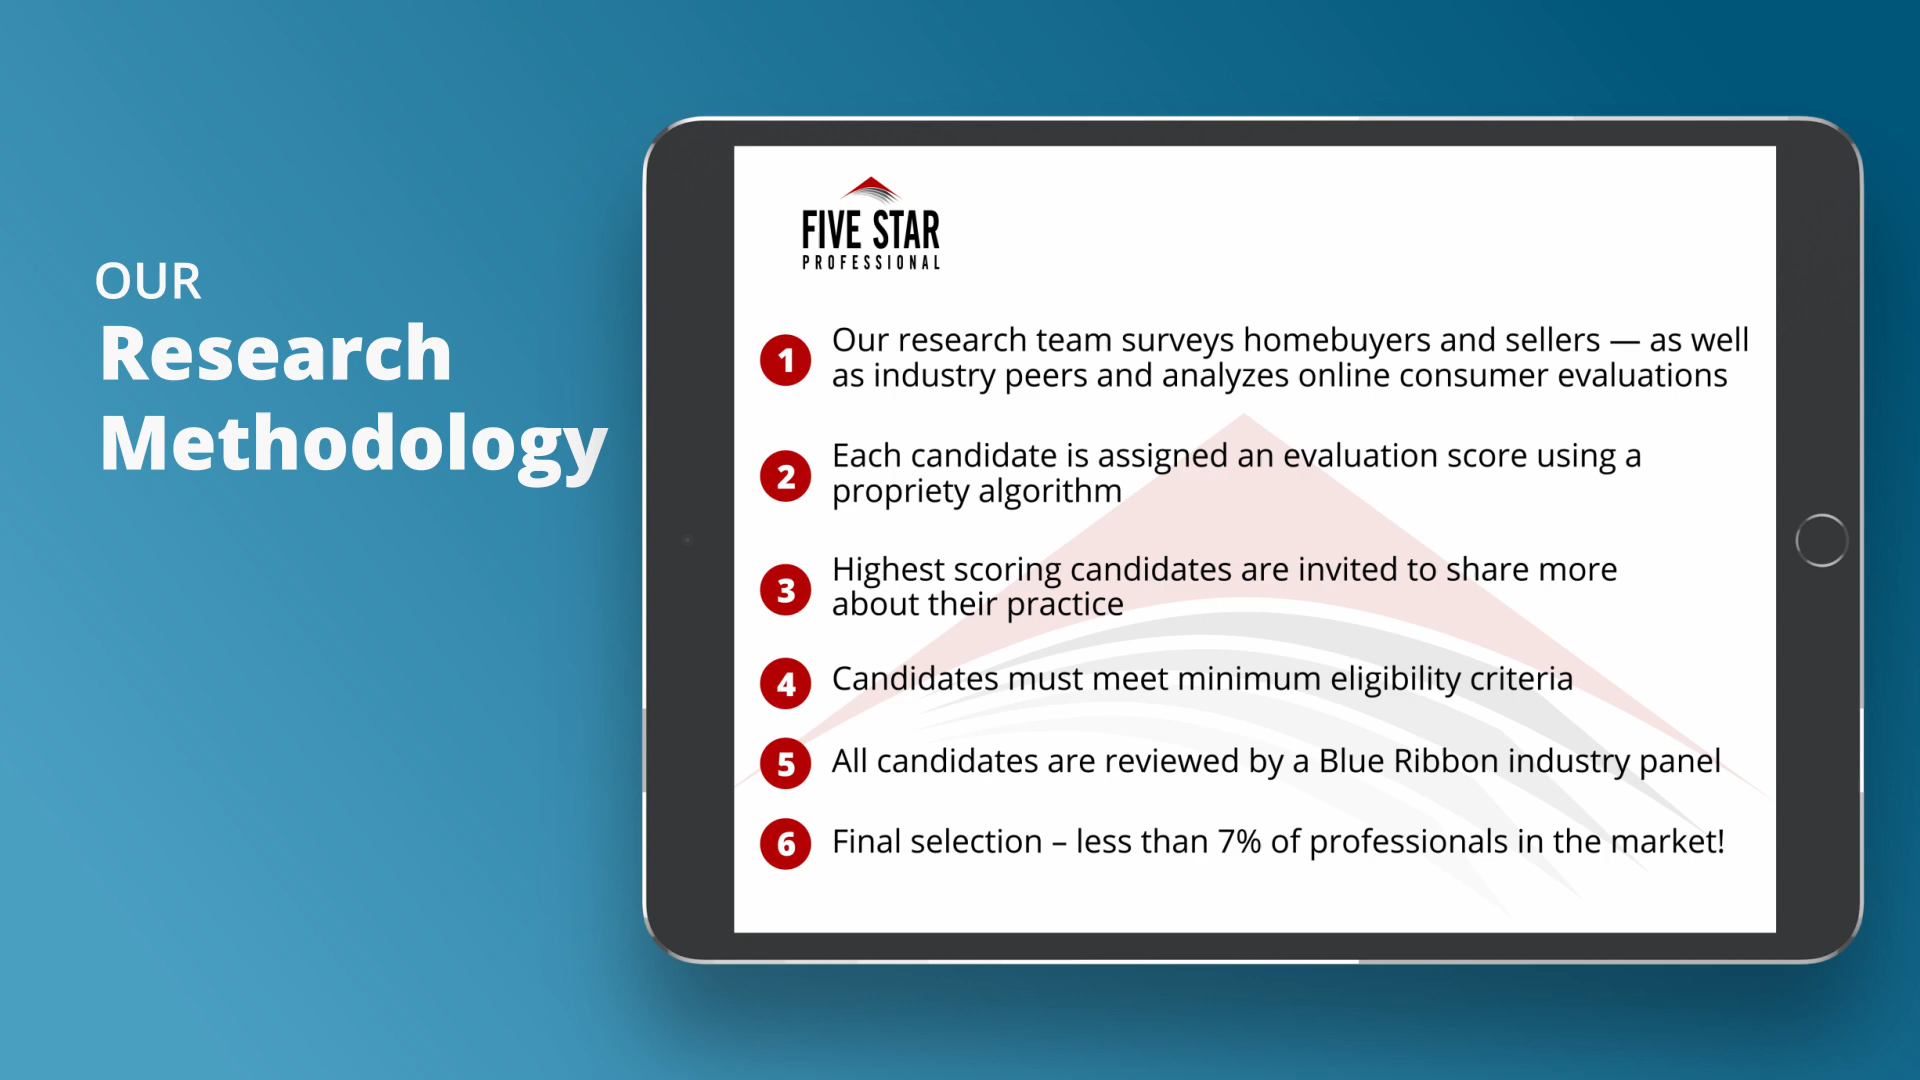 OUR
Research
Methodology
FIVE STAR
PROFESSIONAL
1 Our research team surveys homebuyers and sellers — as well
as industry peers and analyzes online consumer evaluations
2 Each candidate is assigned an evaluation score using a
propriety algorithm
3 Highest scoring candidates are invited to share more
about their practice
4 Candidates must meet minimum eligibility criteria
5 All candidates are reviewed by a Blue Ribbon industry panel
6 Final selection – less than 7% of professionals in the market!